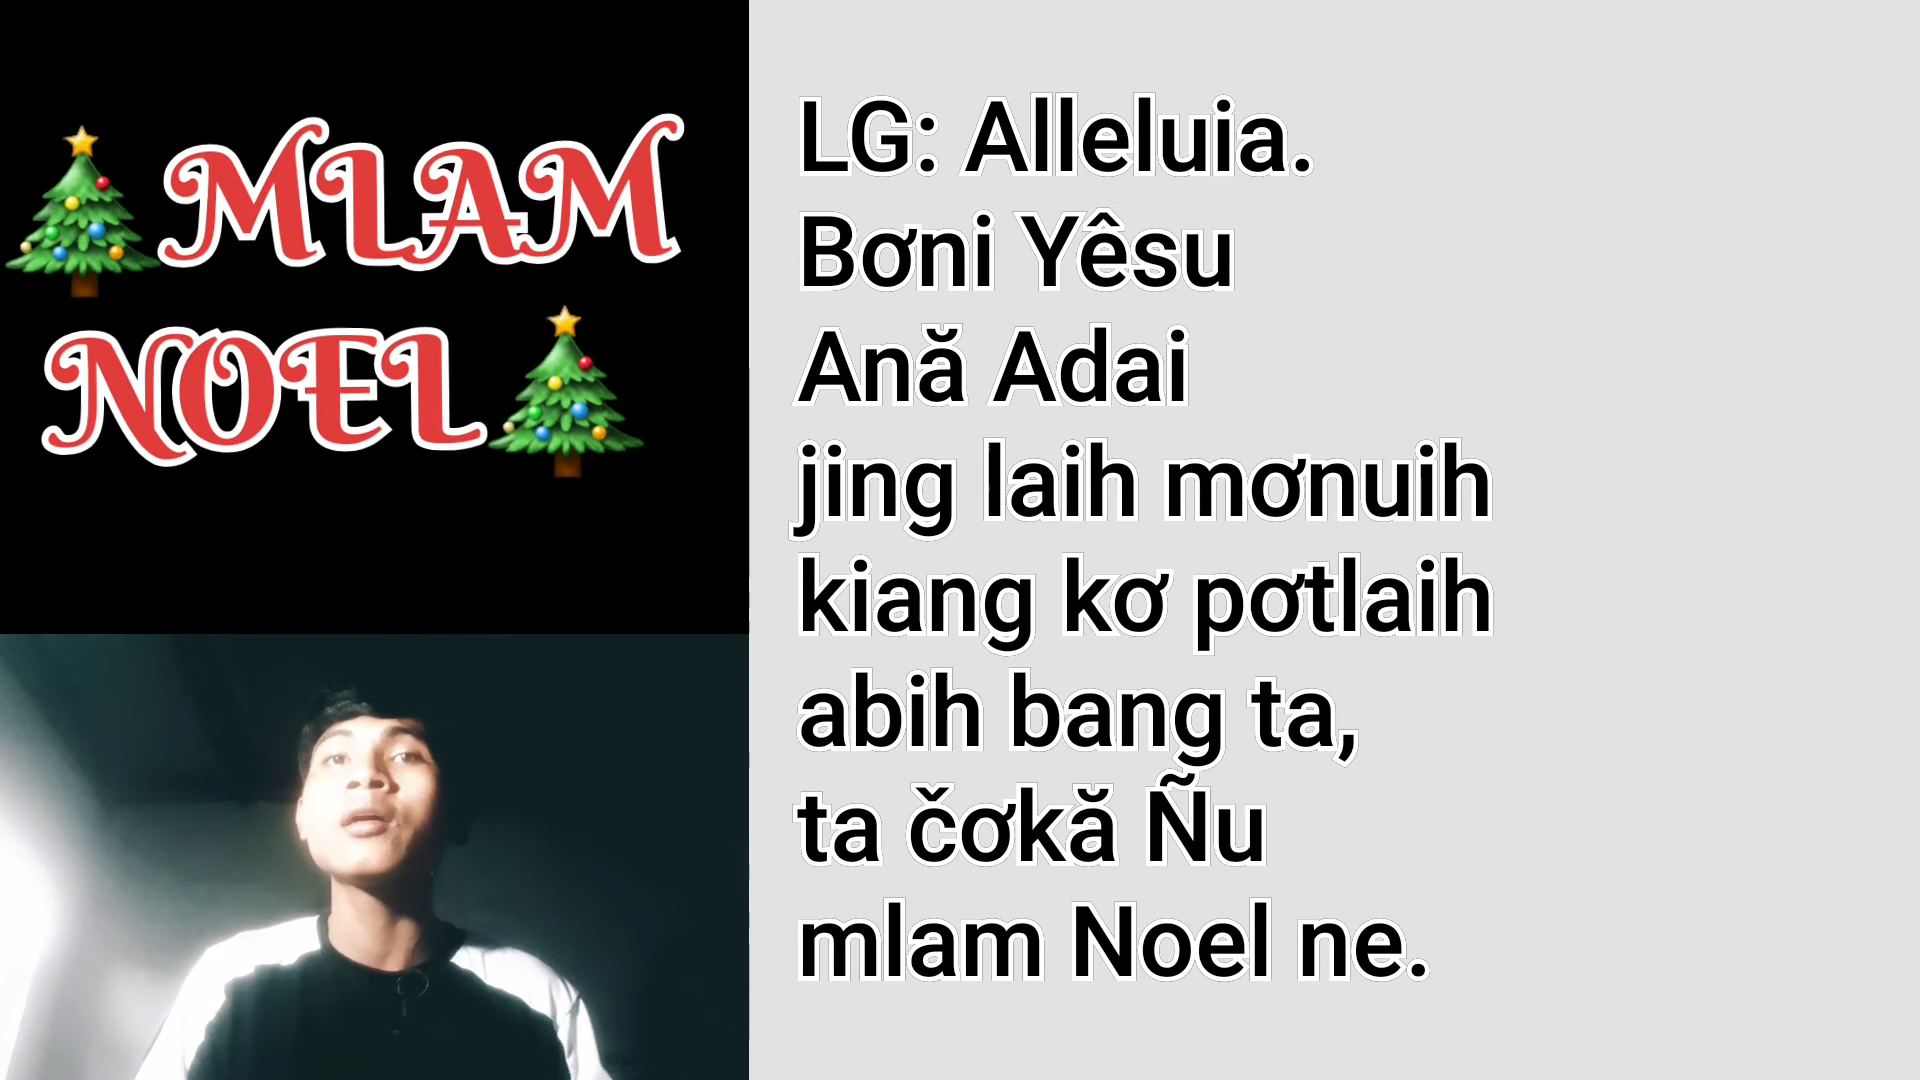 MLAM
NOEL
LG: Alleluia.
Bơni Yêsu
Ană Adai
jing laih mơnuih
kiang kơ pơtlaih
abih bang ta,
ta čơkă Ñu
mlam Noel ne.